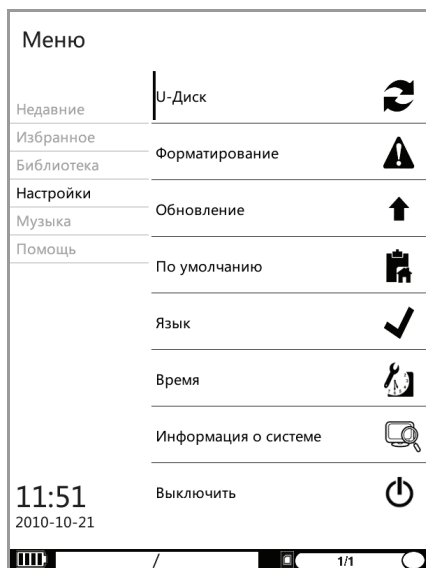 Меню
Недавние
Избранное
Библиотека
Настройки
Музыка
Помощь
U-Диск
Форматирование
Обновление
По умолчанию
Язык
Время
Информация о системе
Выключить
11:51
2010-10-21
/
1/1